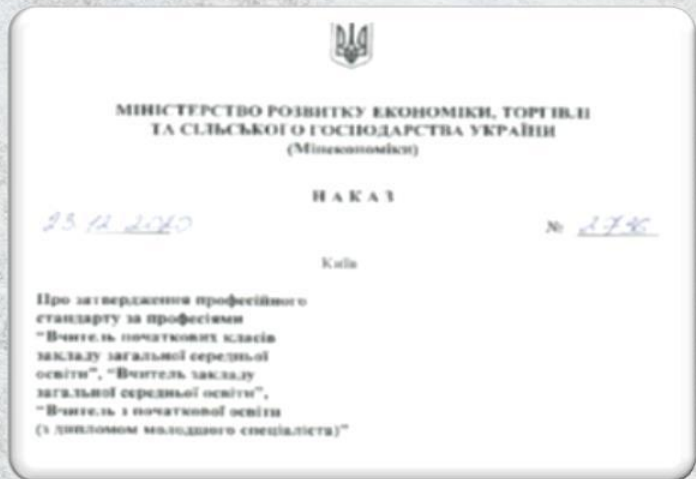 МІНІСТЕРСТВО РОЗВИТКУ ЕКОНОМІКИ, ТОРГІВЛІ
ТА СІЛЬСЬКОГО ГОСПОДАРСТВА УКРАЇНИ
(Мінекономіки)
НАКАЗ
23.12.2020 № 2736
Київ
Про затвердження професійного
стандарту за професіями
“Вчитель початкових класів
закладу загальної середньої
освіти”, “Вчитель закладу
загальної середньої освіти”,
“Вчитель з початкової освіти
(з дипломом молодшого спеціаліста)”